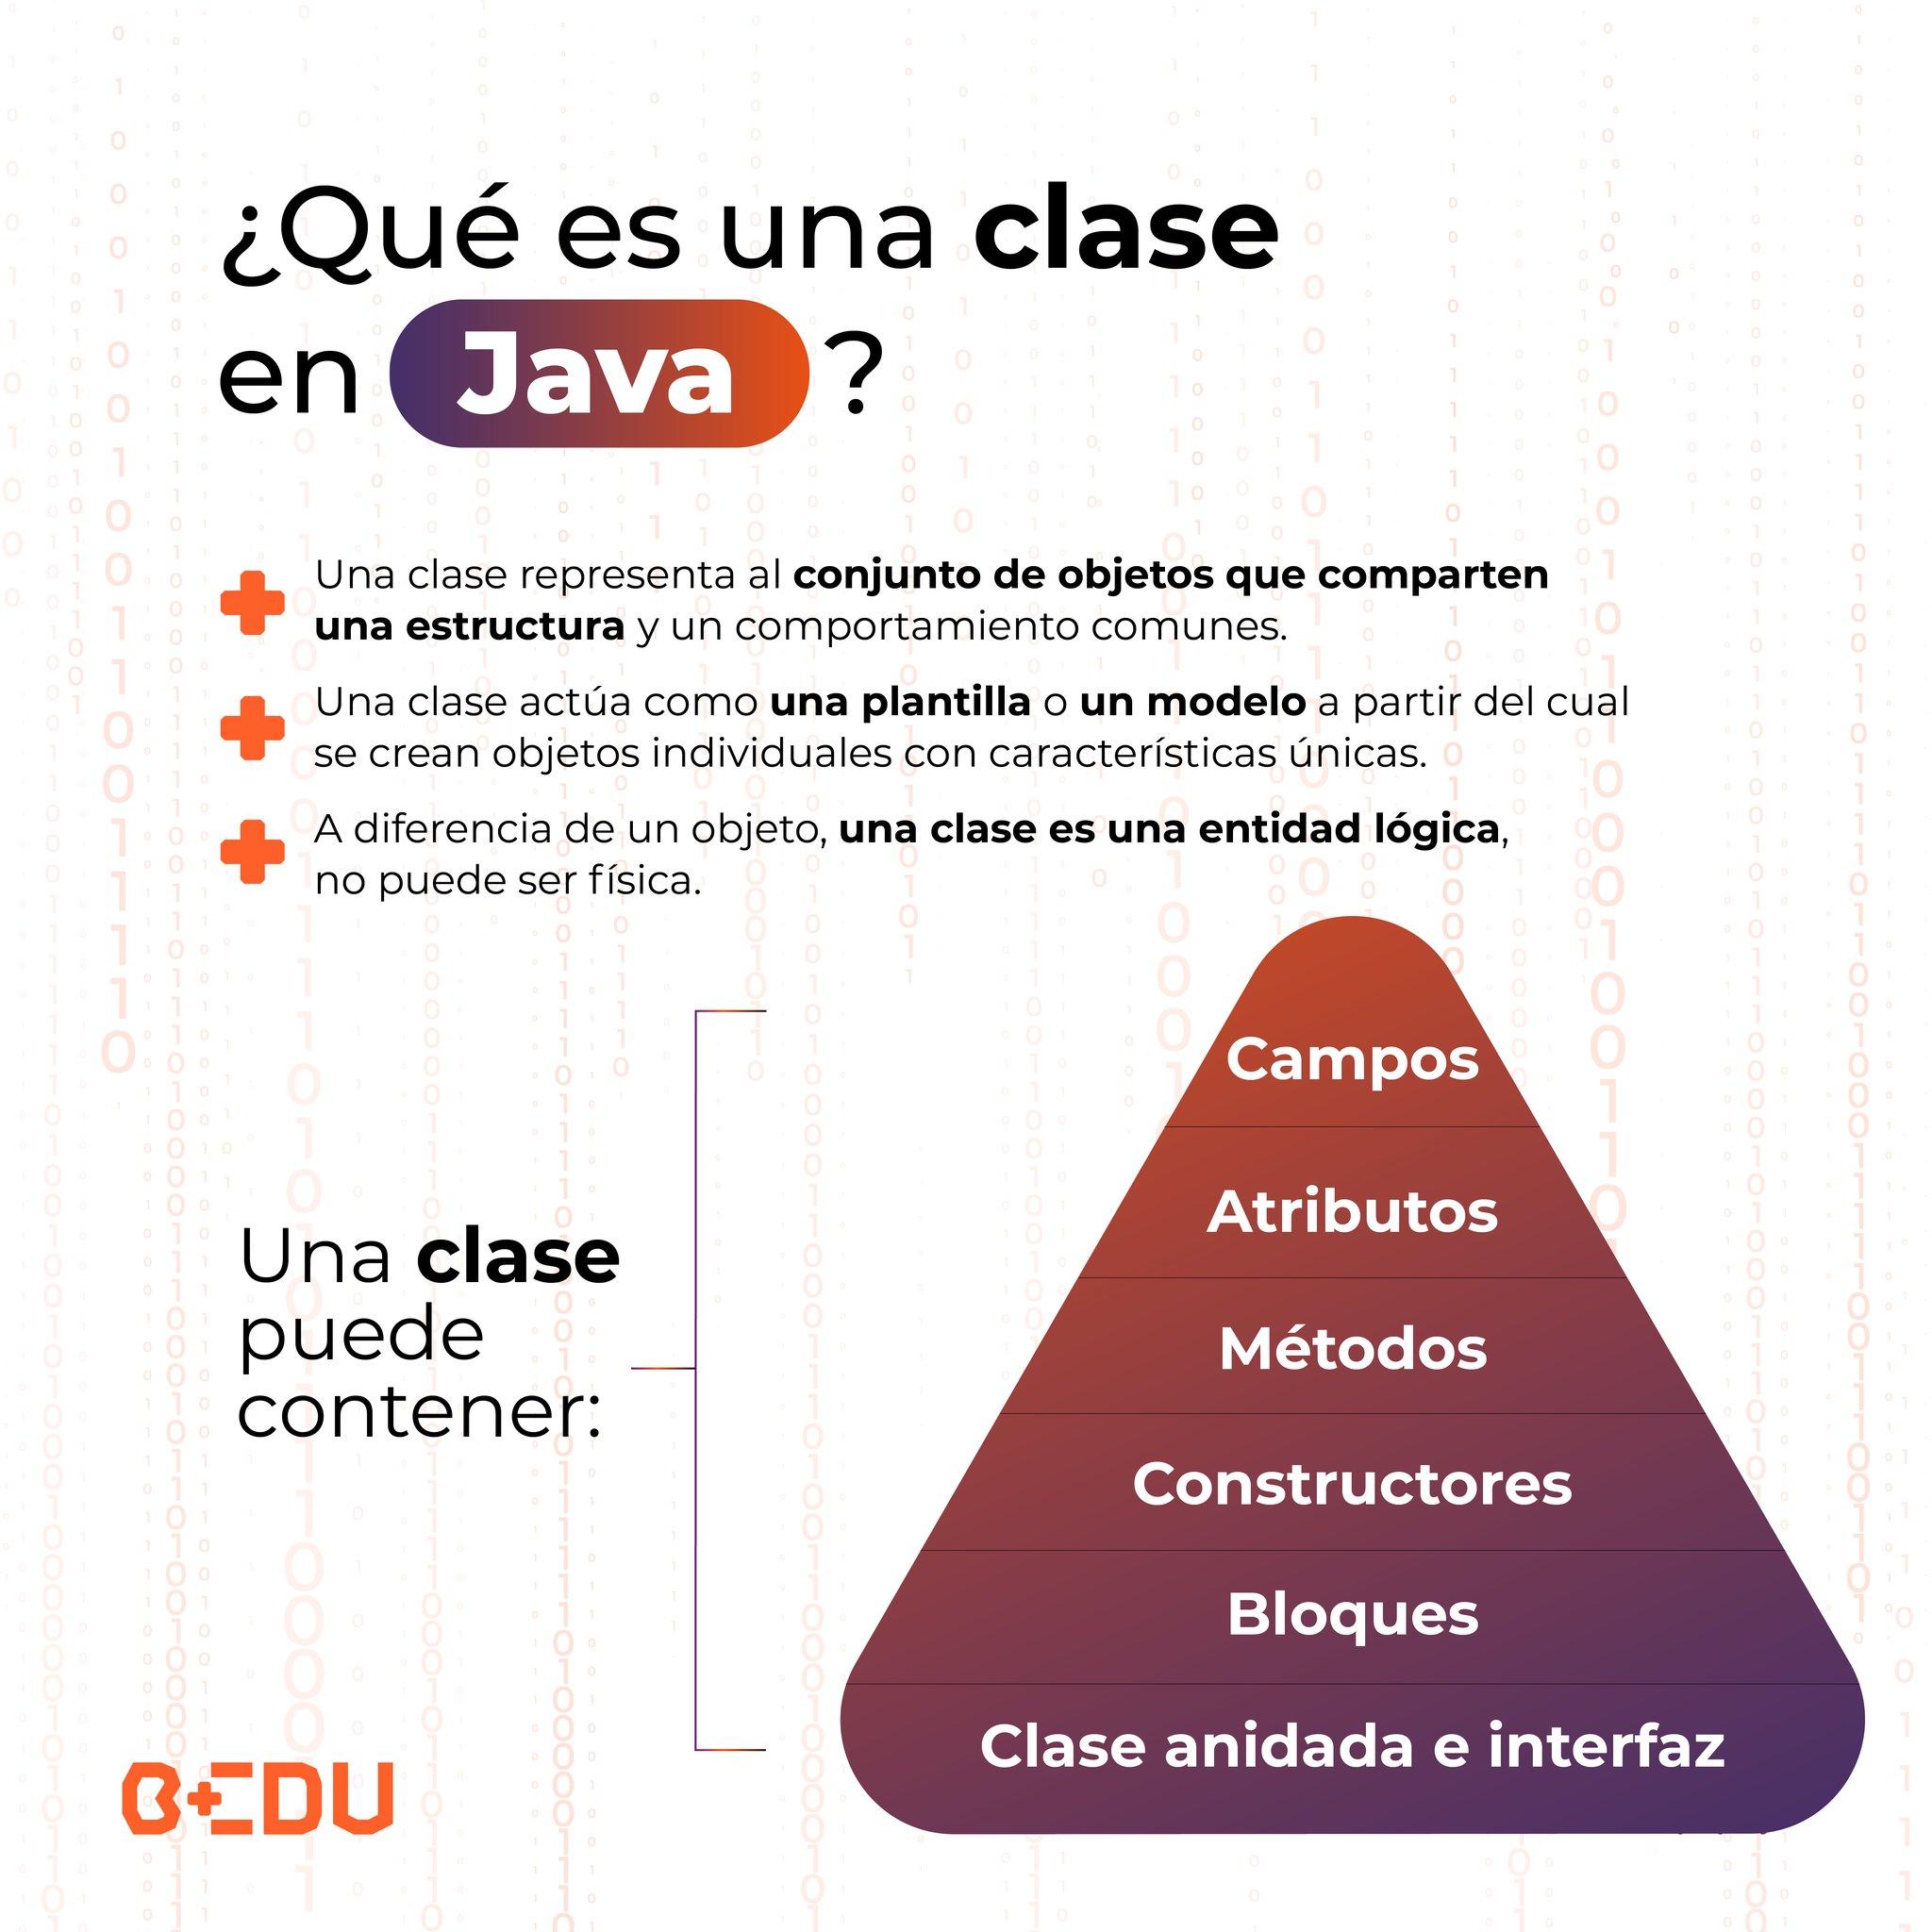 ¿Qué es una clase
en Java ?
Una clase representa al conjunto de objetos que comparten
una estructura y un comportamiento comunes.
Una clase actúa como una plantilla o un modelo a partir del cual
se crean objetos individuales con características únicas.
A diferencia de un objeto, una clase es una entidad lógica,
no puede ser física.
Una clase
puede
contener:
Campos
Atributos
Métodos
Constructores
Bloques
Clase anidada e interfaz
BEDU